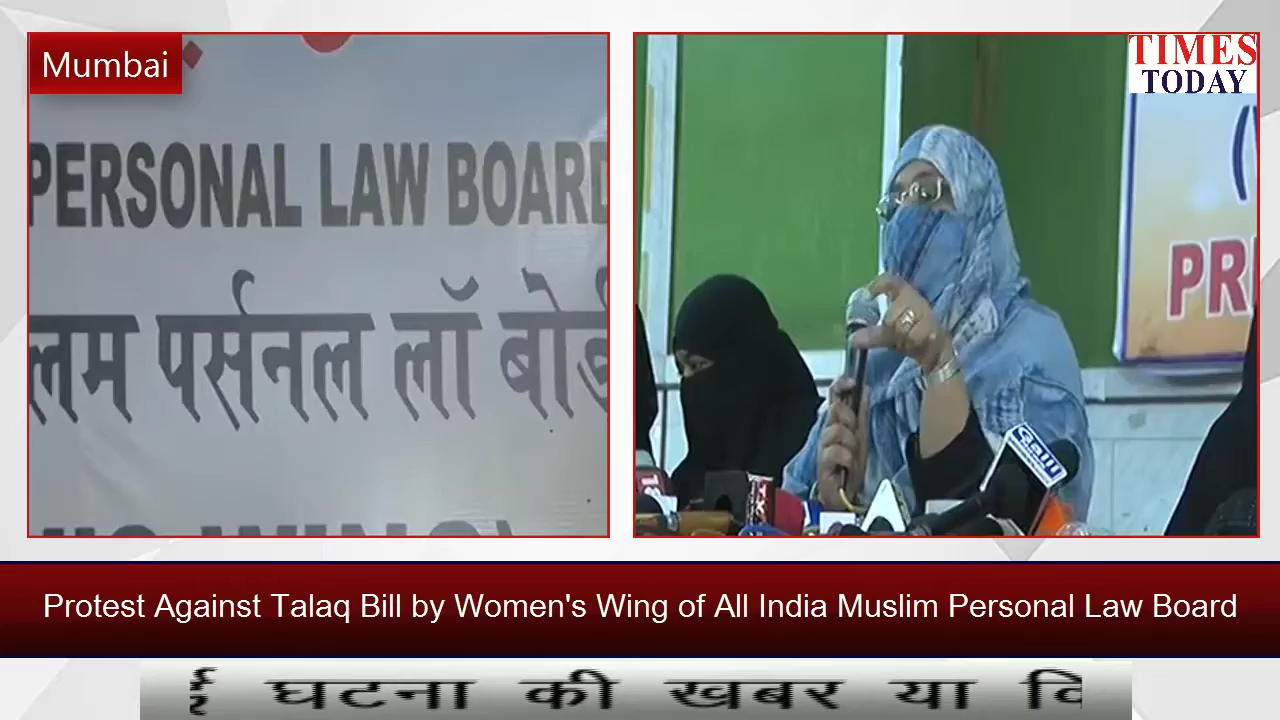 Mumbai
TIMES
TODAY
PERSONAL LAW BOARD
लम पर्सनल लॉ बोर्ड
PR
Protest Against Talaq Bill by Women's Wing of All India Muslim Personal Law Board
घटना की खबर या